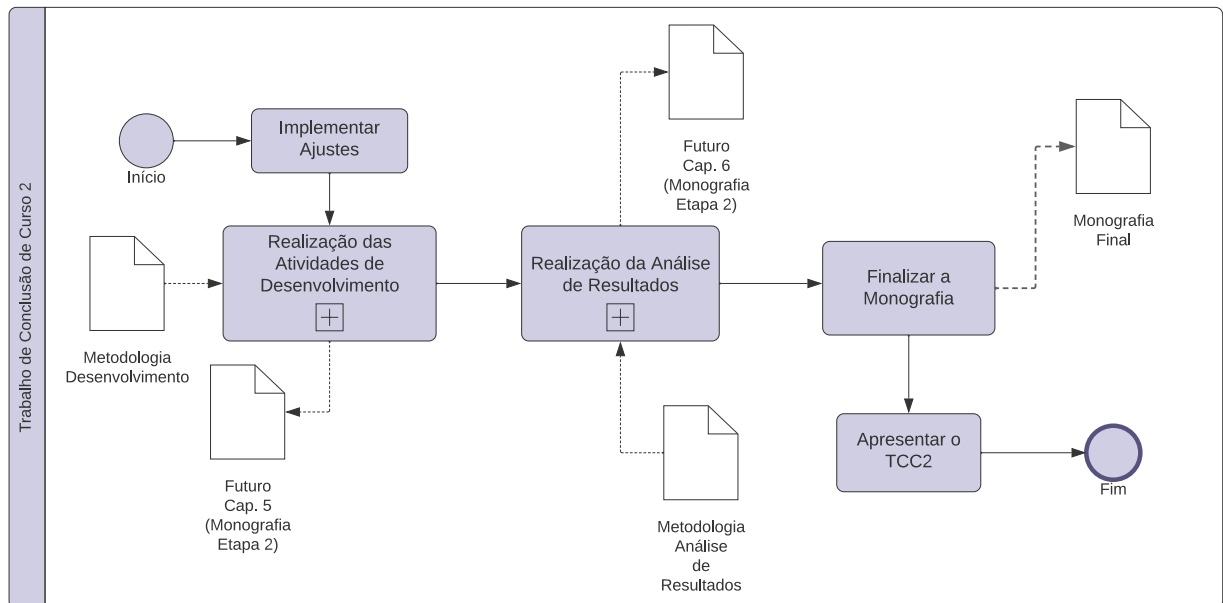 Trabalho de Conclusão de Curso 2
Início
Implementar
Ajustes
Metodologia
Desenvolvimento
Realização das
Atividades de
Desenvolvimento
Futuro
Cap. 5
(Monografia
Etapa 2)
Realização da Análise
de Resultados
Futuro
Cap. 6
(Monografia
Etapa 2)
Metodologia
Análise
de
Resultados
Finalizar a
Monografia
Monografia
Final
Apresentar o
TCC2
Fim